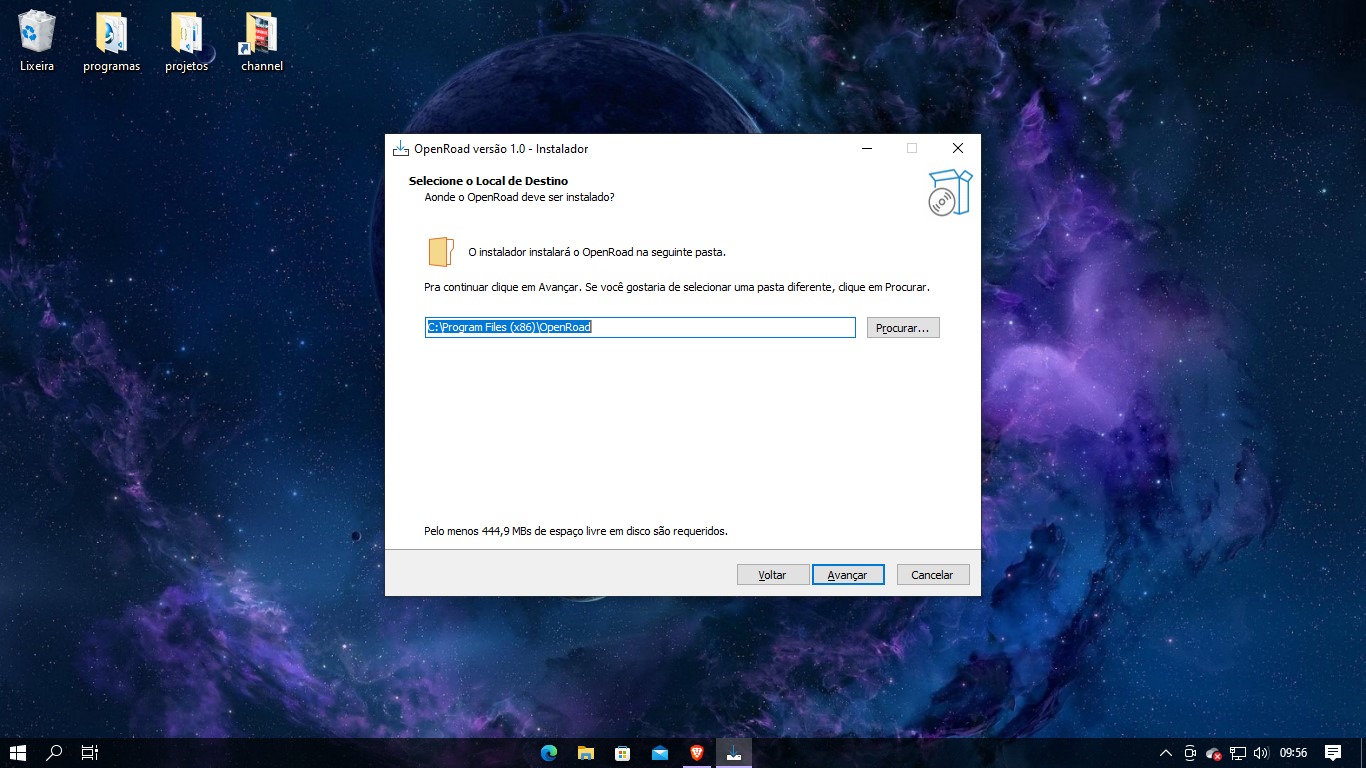 Lixeira
programas
projetos
channel
OpenRoad versão 1.0 - Instalador
Selecione o Local de Destino
Aonde o OpenRoad deve ser instalado?
O instalador instalará o OpenRoad na seguinte pasta.
Pra continuar clique em Avançar. Se você gostaria de selecionar uma pasta diferente, clique em Procurar.
C:\Program Files (x86)\OpenRoad
Procurar...
Pelo menos 444,9 MBs de espaço livre em disco são requeridos.
Voltar
Avançar
Cancelar
09:56